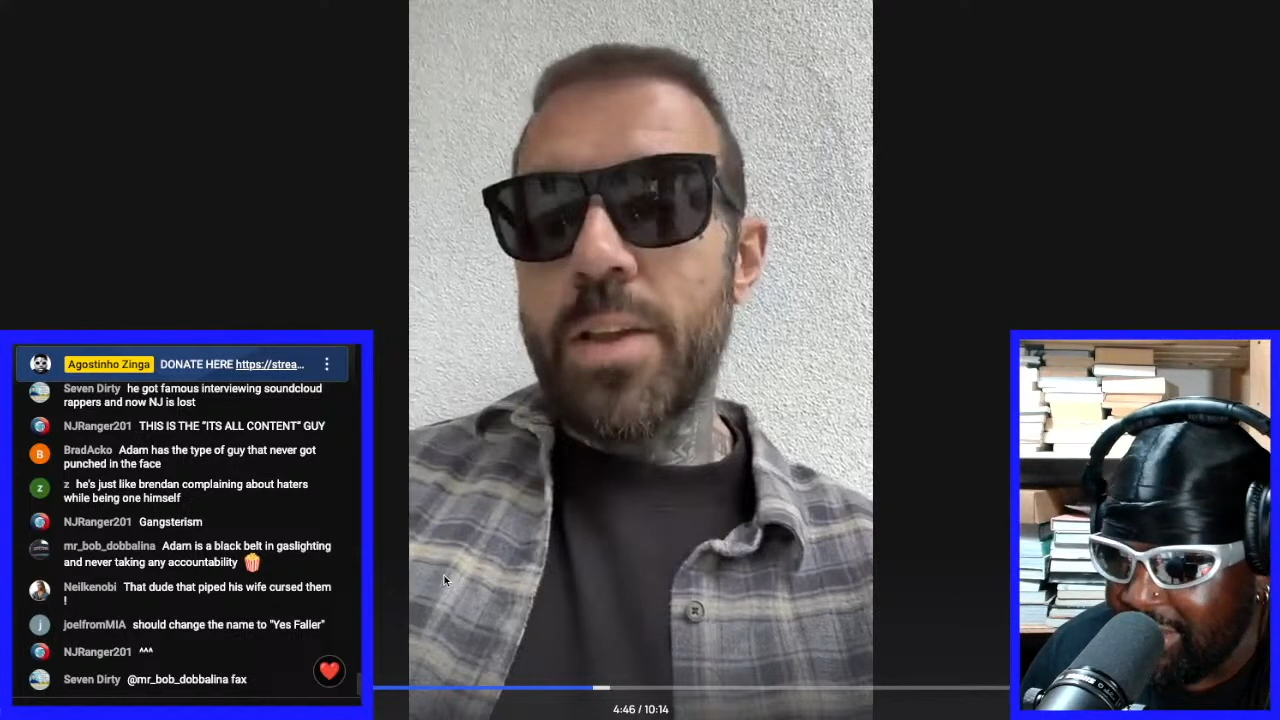 Agostinho Zinga DONATE HERE https://strea...
Seven Dirty he got famous interviewing soundcloud
rappers and now NJ is lost
NJRanger201 THIS IS THE "ITS ALL CONTENT" GUY
B BradAcko Adam has the type of guy that never got
punched in the face
z z he's just like brendan complaining about haters
while being one himself
NJRanger201 Gangsterism
mr_bob_dobbalina Adam is a black belt in gaslighting
and never taking any accountability 🍿
Neilkenobi That dude that piped his wife cursed them
!
j joelfromMIA should change the name to "Yes Faller"
NJRanger201 ^^^
Seven Dirty @mr_bob_dobbalina fax
4:46 / 10:14